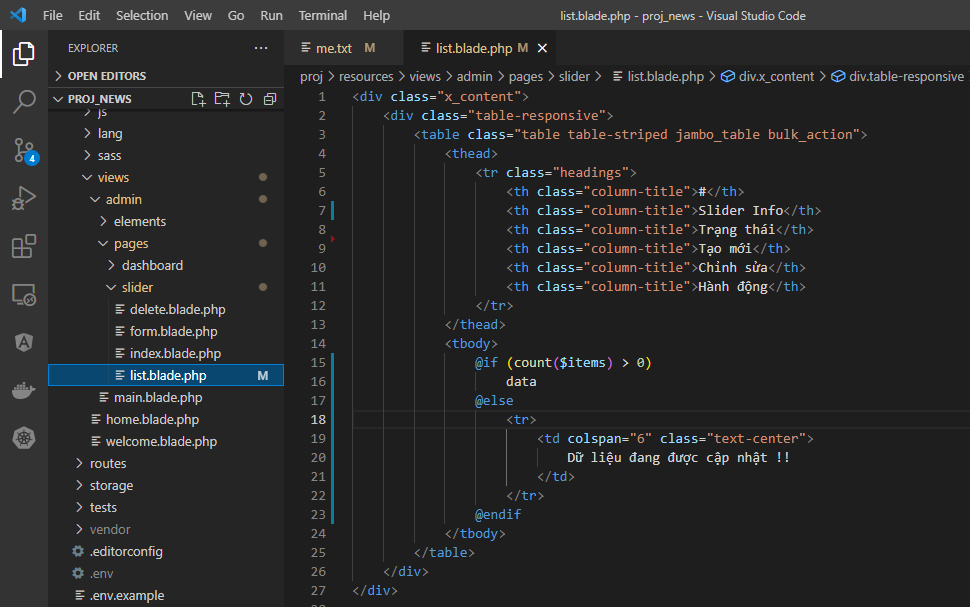 File Edit Selection View Go Run Terminal Help list.blade.php - proj_news - Visual Studio Code
EXPLORER ···
me.txt M list.blade.php M
OPEN EDITORS
proj > resources > views > admin > pages > slider > list.blade.php > div.x_content > div.table-responsive
PROJ_NEWS
js
lang
sass
4
views
admin
elements
pages
dashboard
slider
delete.blade.php
form.blade.php
index.blade.php
list.blade.php M
main.blade.php
home.blade.php
welcome.blade.php
routes
storage
tests
vendor
.editorconfig
.env
.env.example
1 <div class="x_content">
2 <div class="table-responsive">
3 <table class="table table-striped jambo_table bulk_action">
4 <thead>
5 <tr class="headings">
6 <th class="column-title">#</th>
7 <th class="column-title">Slider Info</th>
8 <th class="column-title">Trạng thái</th>
9 <th class="column-title">Tạo mới</th>
10 <th class="column-title">Chỉnh sửa</th>
11 <th class="column-title">Hành động</th>
12 </tr>
13 </thead>
14 <tbody>
15 @if (count($items) > 0)
16 data
17 @else
18 <tr>
19 <td colspan="6" class="text-center">
20 Dữ liệu đang được cập nhật !!
21 </td>
22 </tr>
23 @endif
24 </tbody>
25 </table>
26 </div>
27 </div>